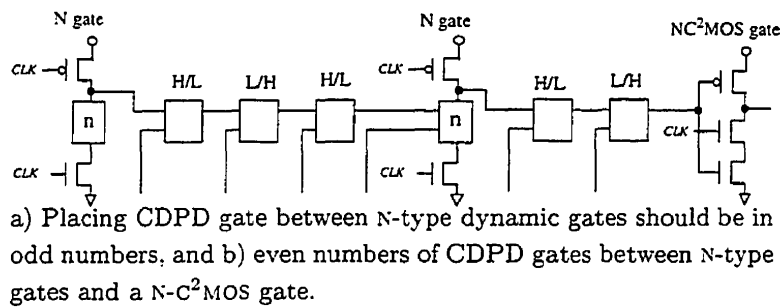 N gate
N gate
NC²MOS gate
CLK
H/L
L/H
H/L
CLK
H/L
L/H
n
n
CLK
CLK
CLK
a) Placing CDPD gate between N-type dynamic gates should be in
odd numbers, and b) even numbers of CDPD gates between N-type
gates and a N-C²MOS gate.